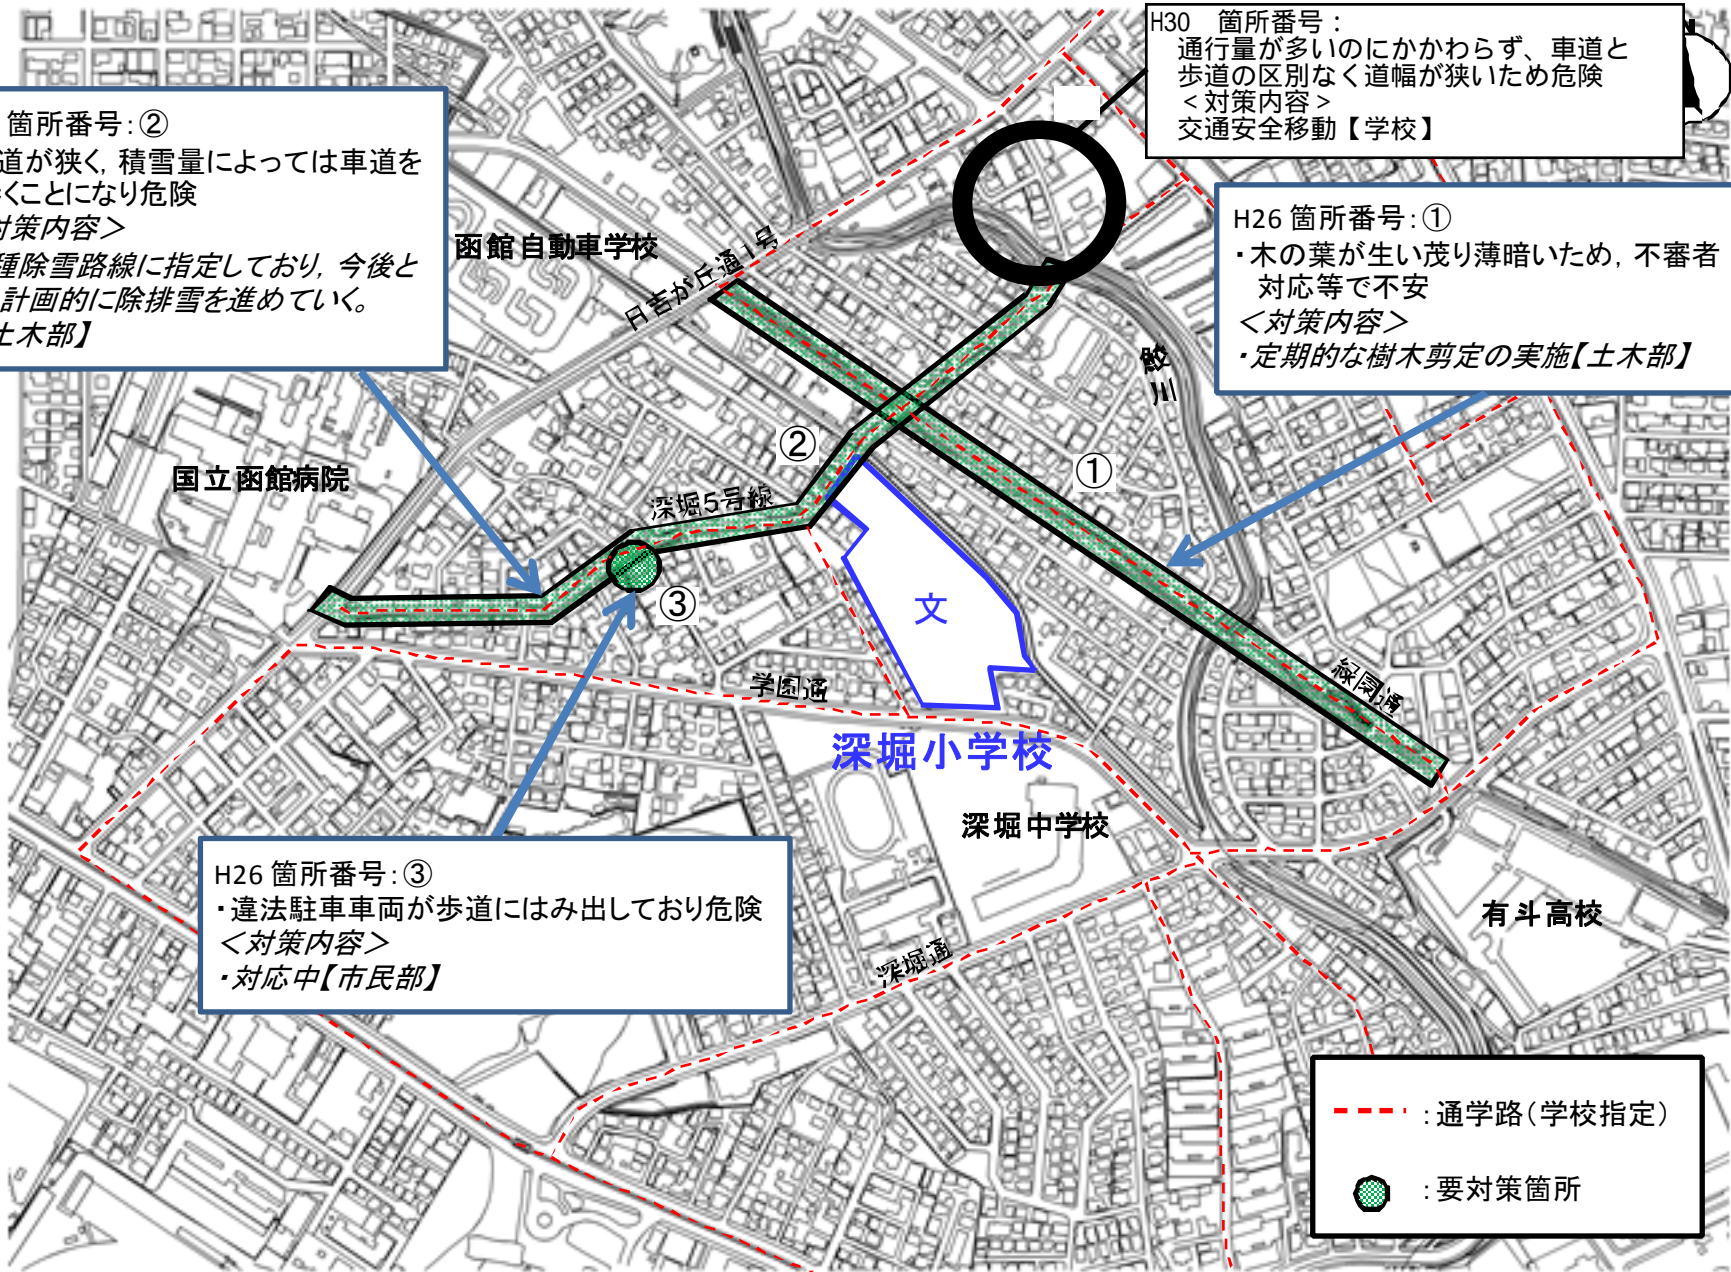 H30 箇所番号：
通行量が多いのにかかわらず、車道と
歩道の区別なく道幅が狭いため危険
＜対策内容＞
交通安全移動【学校】
箇所番号：②
道が狭く，積雪量によっては車道を
くことになり危険
対策内容＞
種除雪路線に指定しており，今後と
計画的に除排雪を進めていく。
土木部】
H26 箇所番号：①
・木の葉が生い茂り薄暗いため，不審者
対応等で不安
＜対策内容＞
・定期的な樹木剪定の実施【土木部】
函館自動車学校
日吉が丘通1号
鮫川
国立函館病院
②
①
深堀5号線
③
文
学園通
緑園通
深堀小学校
深堀中学校
H26 箇所番号：③
・違法駐車車両が歩道にはみ出しており危険
＜対策内容＞
・対応中【市民部】
有斗高校
深堀通
：通学路（学校指定）
：要対策箇所